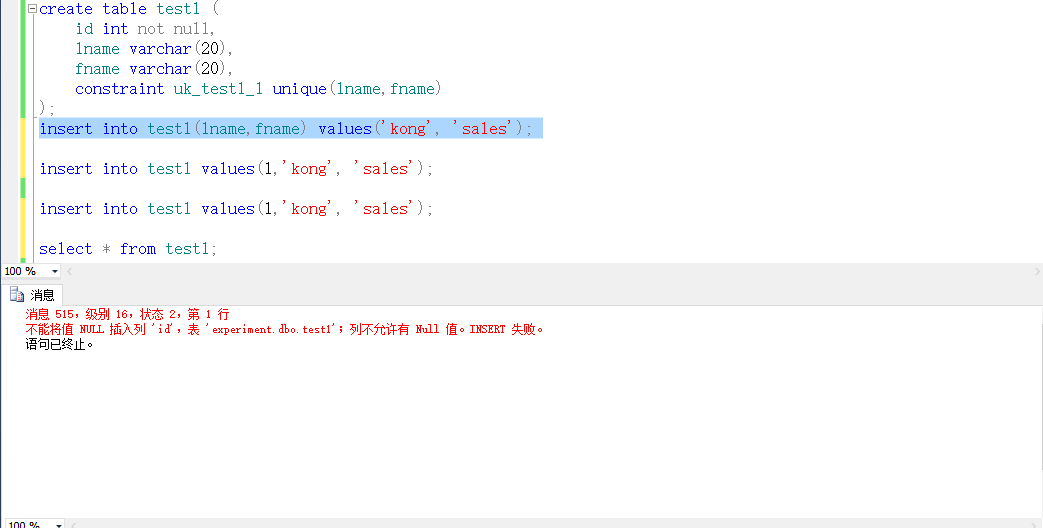 create table test1 (
    id int not null,
    lname varchar(20),
    fname varchar(20),
    constraint uk_test1_1 unique(lname,fname)
);
insert into test1(lname,fname) values('kong', 'sales');
insert into test1 values(1,'kong', 'sales');
insert into test1 values(1,'kong', 'sales');
select * from test1;
100 %
消息
消息 515，级别 16，状态 2，第 1 行
不能将值 NULL 插入列 'id'，表 'experiment.dbo.test1'；列不允许有 Null 值。INSERT 失败。
语句已终止。
100 %